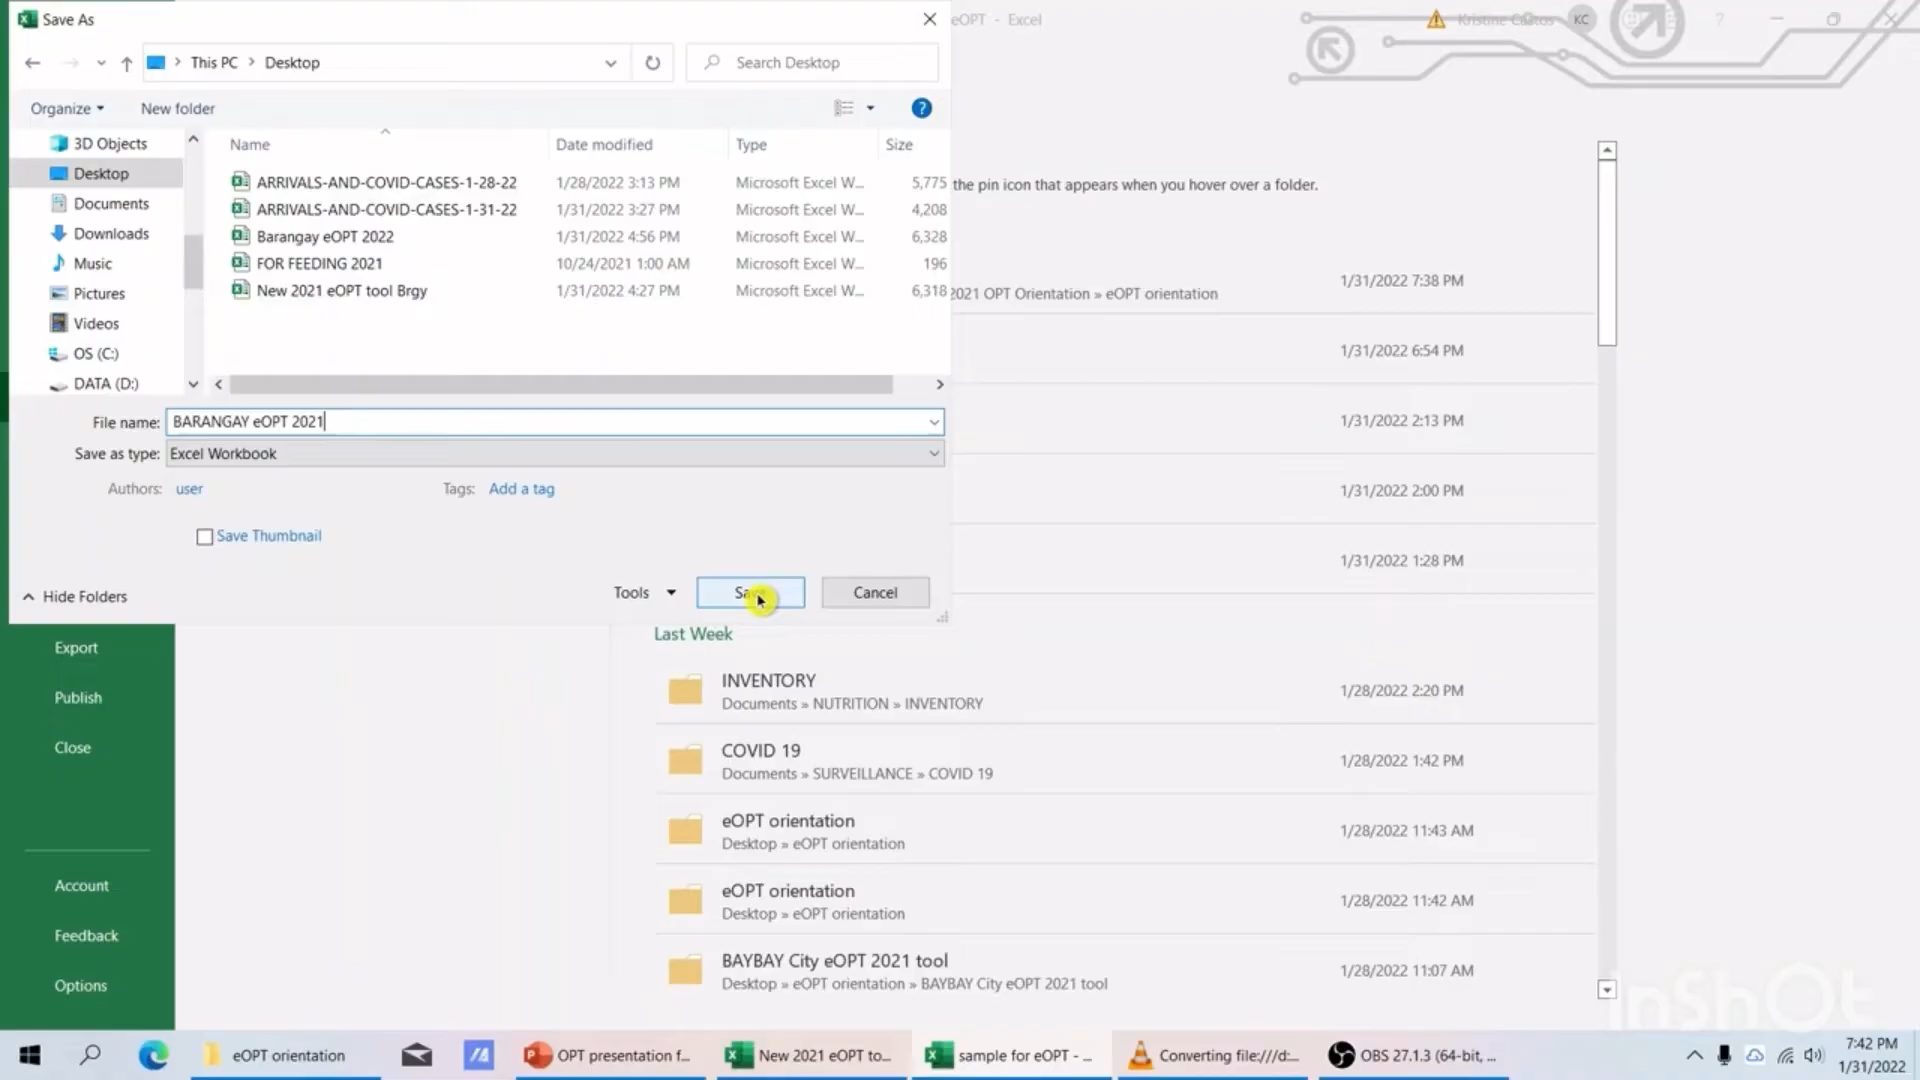 Save As
eOPT - Excel
Kristine Cantos
KC
?
This PC > Desktop
Search Desktop
Organize
New folder
?
3D Objects
Desktop
Documents
Downloads
Music
Pictures
Videos
OS (C:)
DATA (D:)
Name Date modified Type Size
ARRIVALS-AND-COVID-CASES-1-28-22 1/28/2022 3:13 PM Microsoft Excel W... 5,775
ARRIVALS-AND-COVID-CASES-1-31-22 1/31/2022 3:27 PM Microsoft Excel W... 4,208
Barangay eOPT 2022 1/31/2022 4:56 PM Microsoft Excel W... 6,328
FOR FEEDING 2021 10/24/2021 1:00 AM Microsoft Excel W... 196
New 2021 eOPT tool Brgy 1/31/2022 4:27 PM Microsoft Excel W... 6,318
the pin icon that appears when you hover over a folder.
1/31/2022 7:38 PM
2021 OPT Orientation » eOPT orientation
1/31/2022 6:54 PM
1/31/2022 2:13 PM
1/31/2022 2:00 PM
1/31/2022 1:28 PM
File name: BARANGAY eOPT 2021
Save as type: Excel Workbook
Authors: user
Tags: Add a tag
Save Thumbnail
Hide Folders
Tools
Save
Cancel
Export
Publish
Close
Account
Feedback
Options
Last Week
INVENTORY
Documents » NUTRITION » INVENTORY
1/28/2022 2:20 PM
COVID 19
Documents » SURVEILLANCE » COVID 19
1/28/2022 1:42 PM
eOPT orientation
Desktop » eOPT orientation
1/28/2022 11:43 AM
eOPT orientation
Desktop » eOPT orientation
1/28/2022 11:42 AM
BAYBAY City eOPT 2021 tool
Desktop » eOPT orientation » BAYBAY City eOPT 2021 tool
1/28/2022 11:07 AM
InShOt
eOPT orientation
OPT presentation f...
New 2021 eOPT to...
sample for eOPT - ...
Converting file:///d:...
OBS 27.1.3 (64-bit, ...
7:42 PM
1/31/2022